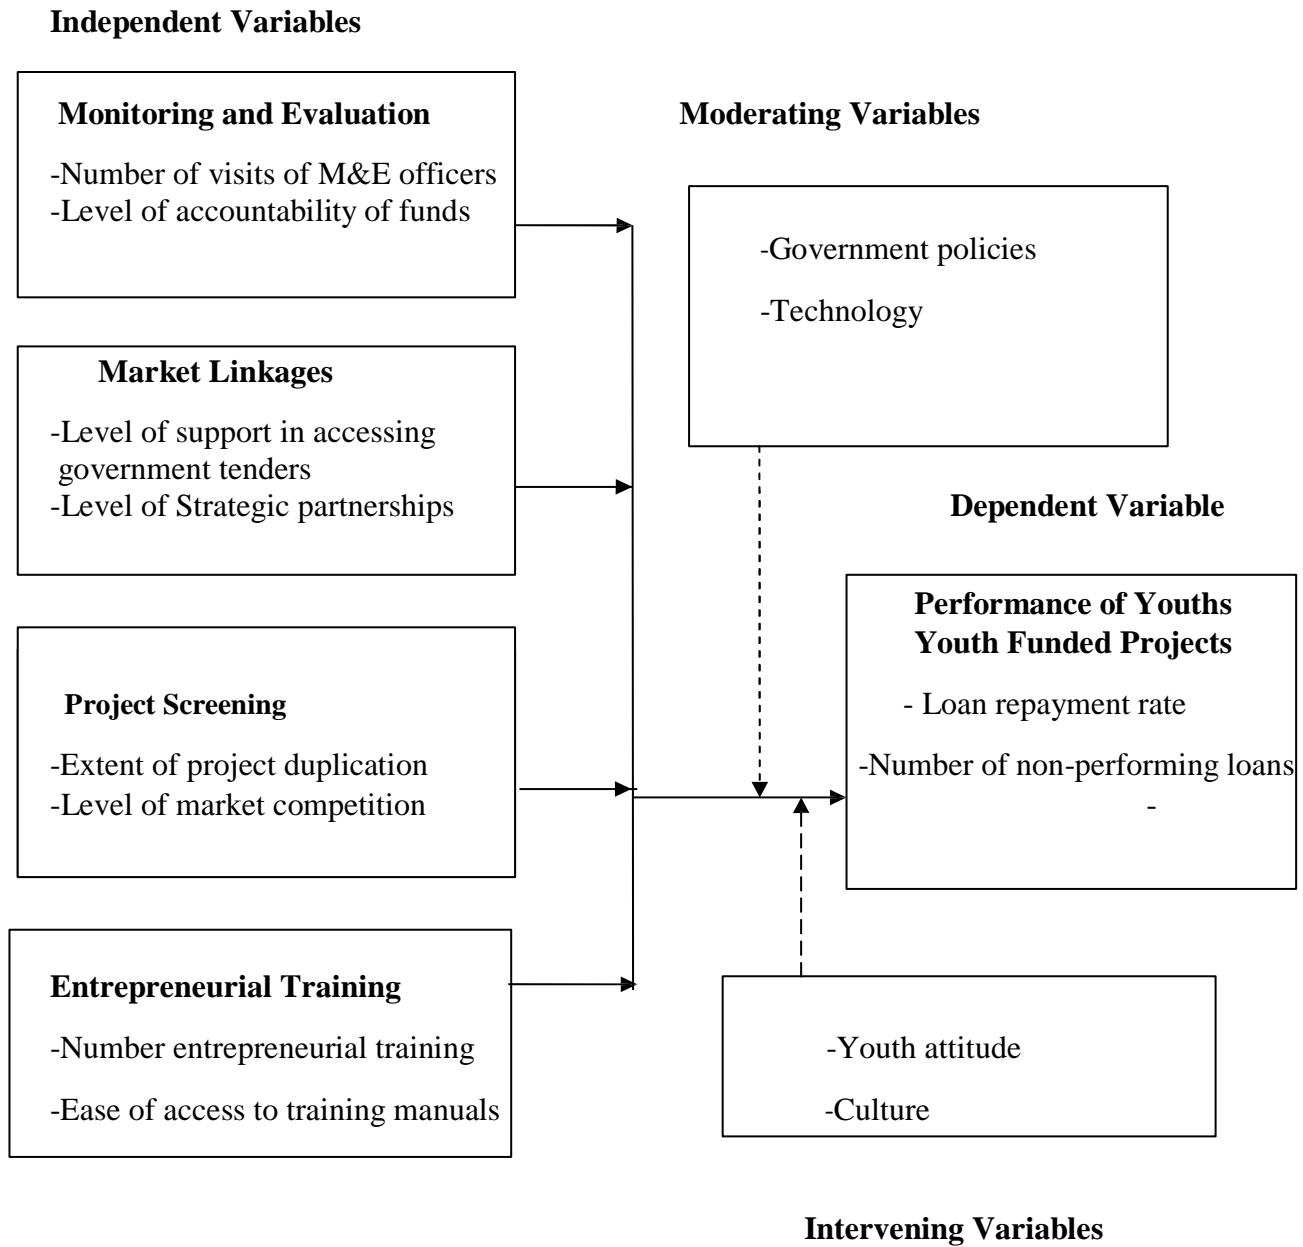 Independent Variables
Monitoring and Evaluation
-Number of visits of M&E officers
-Level of accountability of funds
Market Linkages
-Level of support in accessing
government tenders
-Level of Strategic partnerships
Project Screening
-Extent of project duplication
-Level of market competition
Entrepreneurial Training
-Number entrepreneurial training
-Ease of access to training manuals
Moderating Variables
-Government policies
-Technology
Dependent Variable
Performance of Youths
Youth Funded Projects
- Loan repayment rate
-Number of non-performing loans
-
-Youth attitude
-Culture
Intervening Variables